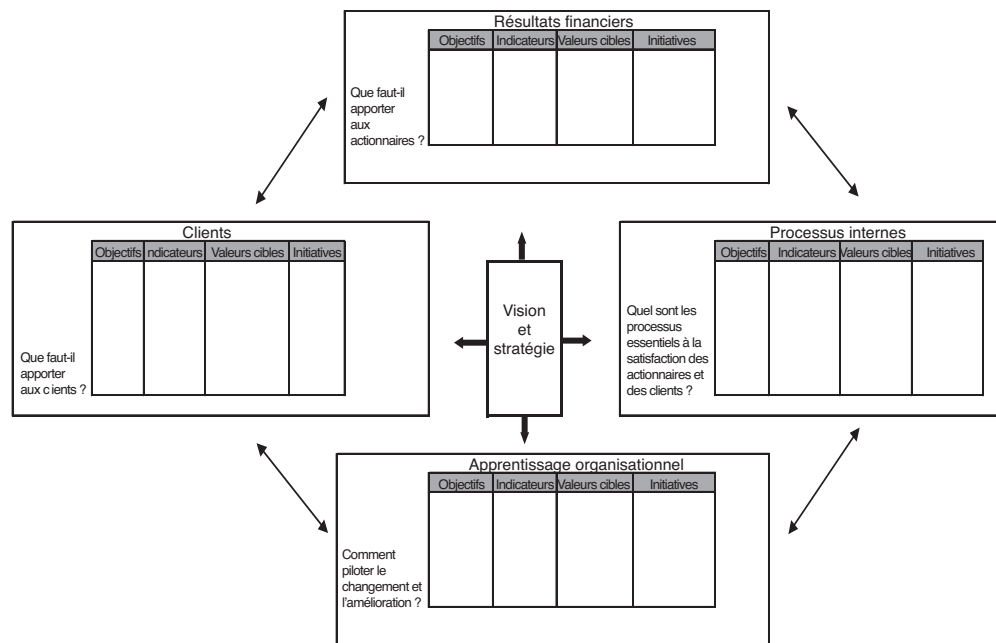 Résultats financiers
Objectifs Indicateurs Valeurs cibles Initiatives
Que faut-il
apporter
aux
actionnaires ?
Clients
Objectifs ndicateurs Valeurs cibles Initiatives
Que faut-il
apporter
aux c ients ?
Vision
et
stratégie
Processus internes
Objectifs Indicateurs Valeurs cibles Initiatives
Quel sont les
processus
essentiels à la
satisfaction des
actionnaires et
des clients ?
Apprentissage organisationnel
Objectifs Indicateurs Valeurs cibles Initiatives
Comment
piloter le
changement et
l'amélioration ?